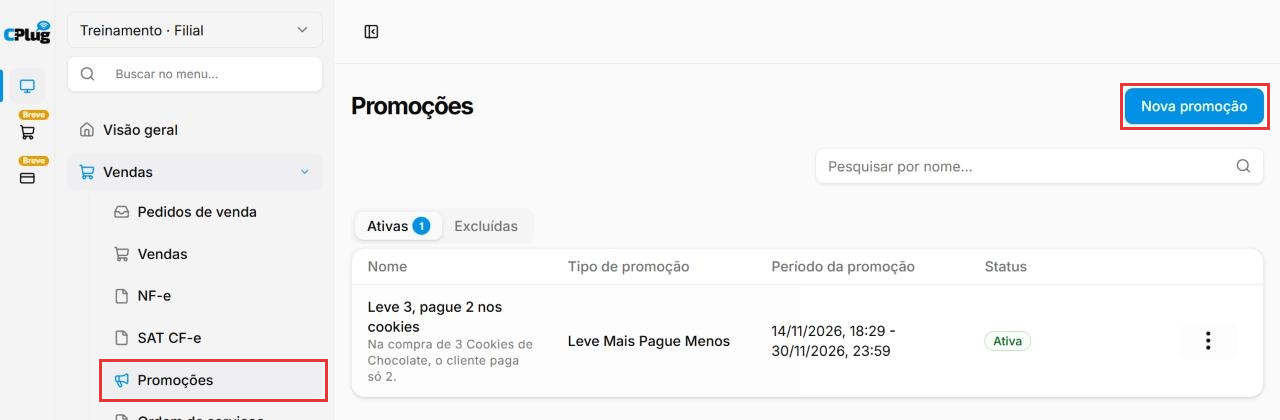 CPlug
Treinamento · Filial
Buscar no menu...
Breve
Breve
Visão geral
Vendas
Pedidos de venda
Vendas
NF-e
SAT CF-e
Promoções
Ordem de serviços
Promoções
Nova promoção
Pesquisar por nome...
Ativas 1 Excluídas
Nome Tipo de promoção Período da promoção Status
Leve 3, pague 2 nos
cookies
Na compra de 3 Cookies de
Chocolate, o cliente paga
só 2.
Leve Mais Pague Menos
14/11/2026, 18:29 -
30/11/2026, 23:59
Ativa